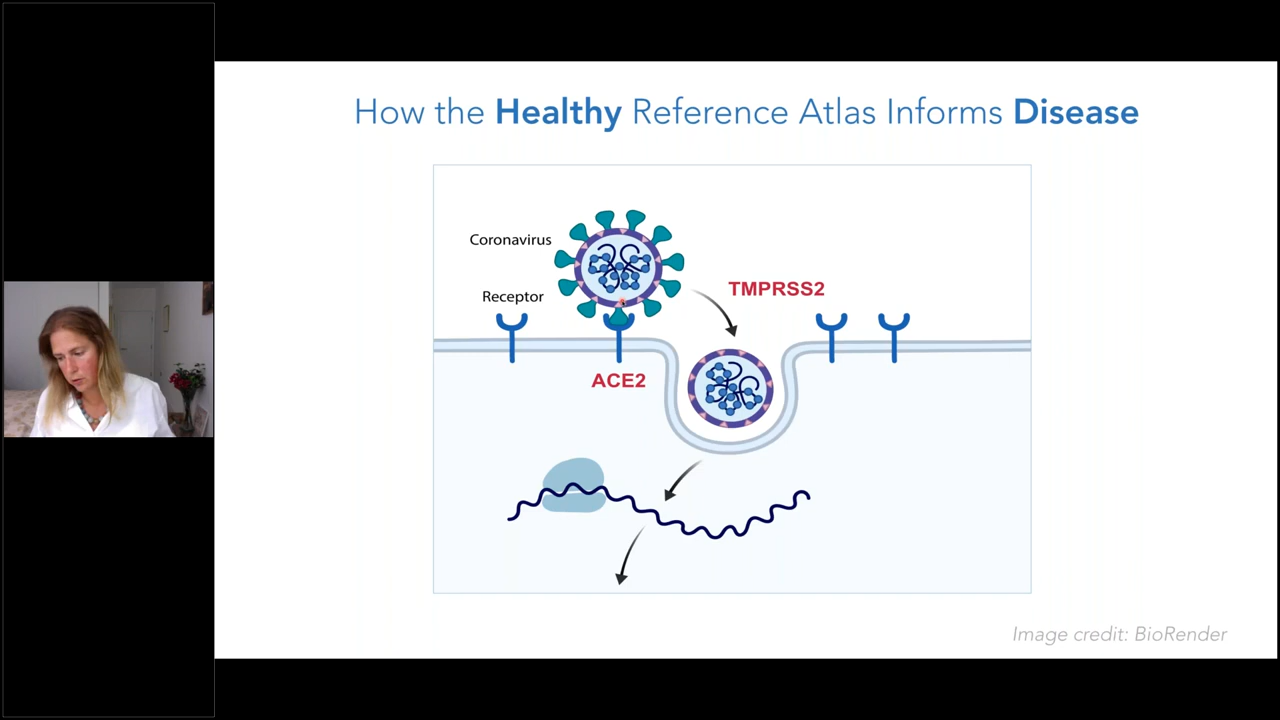 How the Healthy Reference Atlas Informs Disease
Coronavirus
Receptor
TMPRSS2
ACE2
Image credit: BioRender